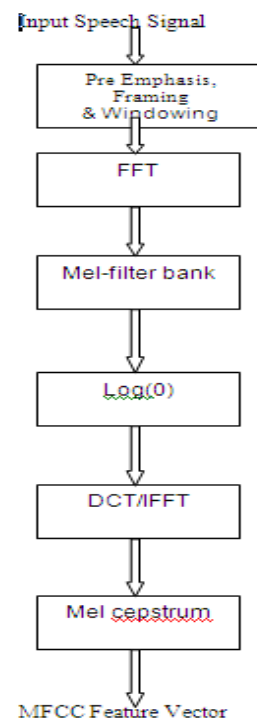 Input Speech Signal
Pre Emphasis,
Framing
& Windowing
FFT
Mel-filter bank
Log(0)
DCT/IFFT
Mel cepstrum
MFCC Feature Vector